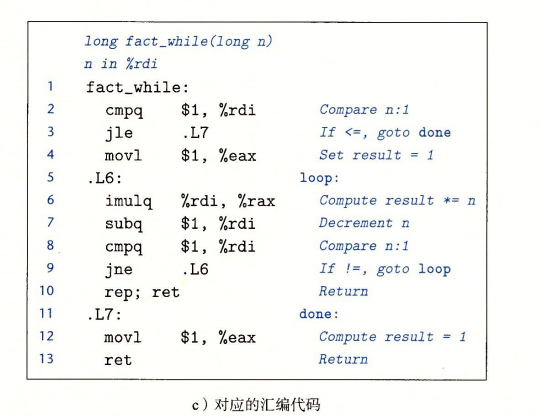 long fact_while(long n)
n in %rdi
1 fact_while:
2 cmpq $1, %rdi Compare n:1
3 jle .L7 If <=, goto done
4 movl $1, %eax Set result = 1
5 .L6: loop:
6 imulq %rdi, %rax Compute result *= n
7 subq $1, %rdi Decrement n
8 cmpq $1, %rdi Compare n:1
9 jne .L6 If !=, goto loop
10 rep; ret Return
11 .L7: done:
12 movl $1, %eax Compute result = 1
13 ret Return
c）对应的汇编代码